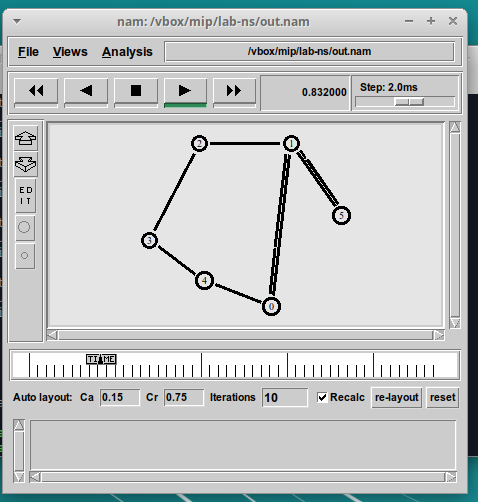 nam: /vbox/mip/lab-ns/out.nam
File Views Analysis /vbox/mip/lab-ns/out.nam
0.832000 Step: 2.0ms
2 1
EDIT
5
3
4
0
TIME
Auto layout: Ca 0.15 Cr 0.75 Iterations 10 Recalc re-layout reset